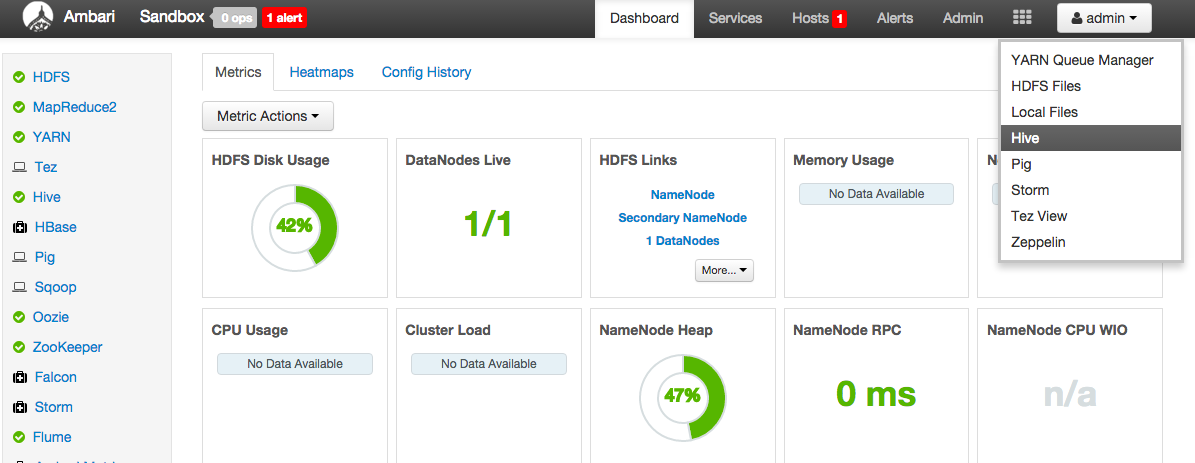 Ambari Sandbox 0 ops 1 alert Dashboard Services Hosts 1 Alerts Admin admin
YARN Queue Manager
HDFS Files
Local Files
Hive
Pig
Storm
Tez View
Zeppelin
HDFS
MapReduce2
YARN
Tez
Hive
HBase
Pig
Sqoop
Oozie
ZooKeeper
Falcon
Storm
Flume
Metrics Heatmaps Config History
Metric Actions
HDFS Disk Usage
42%
DataNodes Live
1/1
HDFS Links
NameNode
Secondary NameNode
1 DataNodes
More...
Memory Usage
No Data Available
CPU Usage
No Data Available
Cluster Load
No Data Available
NameNode Heap
47%
NameNode RPC
0 ms
NameNode CPU WIO
n/a